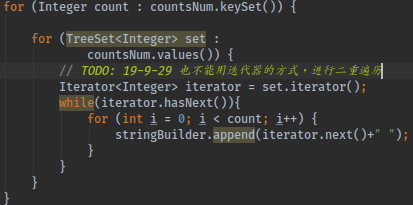 for (Integer count : countsNum.keySet()) {
for (TreeSet<Integer> set :
countsNum.values()) {
// TODO: 19-9-29 也不能用迭代器的方式，进行二重遍历
Iterator<Integer> iterator = set.iterator();
while(iterator.hasNext()){
for (int i = 0; i < count; i++) {
stringBuilder.append(iterator.next()+" ");
}
}
}
}